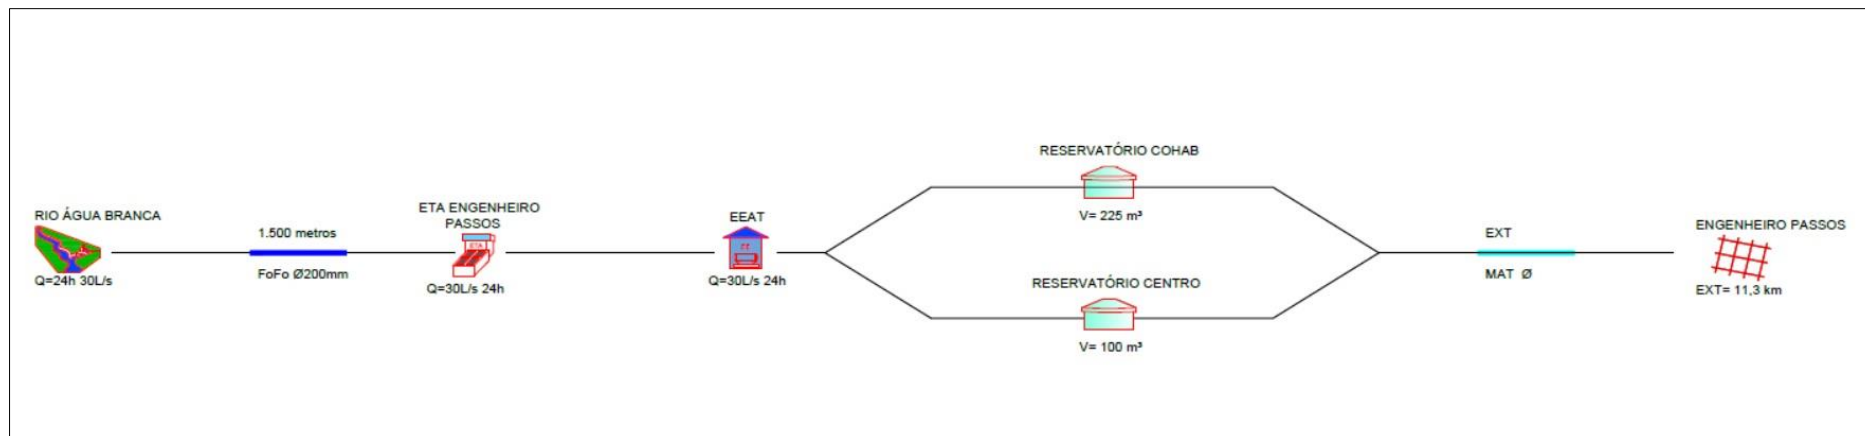 RIO ÁGUA BRANCA
Q=24h 30L/s
1.500 metros
FoFo Ø200mm
ETA ENGENHEIRO
PASSOS
ETA
Q=30L/s 24h
EEAT
Q=30L/s 24h
RESERVATÓRIO COHAB
V= 225 m³
RESERVATÓRIO CENTRO
V= 100 m³
EXT
MAT Ø
ENGENHEIRO PASSOS
EXT= 11,3 km